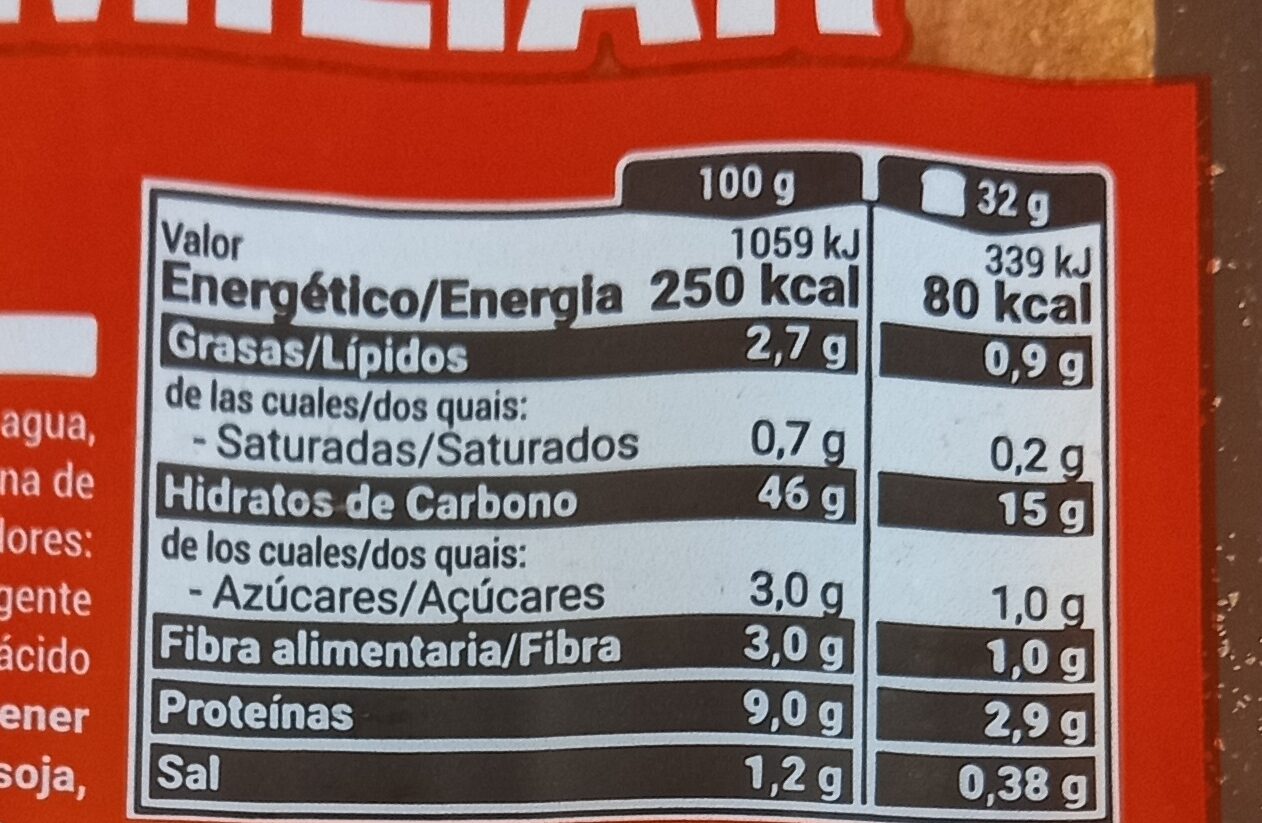 100 g 32 g
Valor 1059 kJ 339 kJ
Energético/Energia 250 kcal 80 kcal
Grasas/Lípidos 2,7 g 0,9 g
de las cuales/dos quais:
- Saturadas/Saturados 0,7 g 0,2 g
Hidratos de Carbono 46 g 15 g
de los cuales/dos quais:
- Azúcares/Açúcares 3,0 g 1,0 g
Fibra alimentaria/Fibra 3,0 g 1,0 g
Proteínas 9,0 g 2,9 g
Sal 1,2 g 0,38 g
agua,
na de
lores:
gente
ácido
ener
soja,